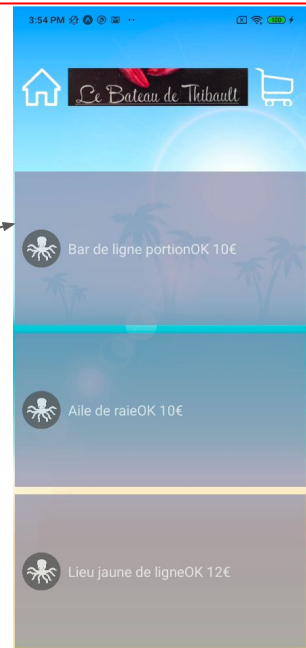 3:54 PM
100
Le Bateau de Thibault
Bar de ligne portionOK 10€
Aile de raieOK 10€
Lieu jaune de ligneOK 12€